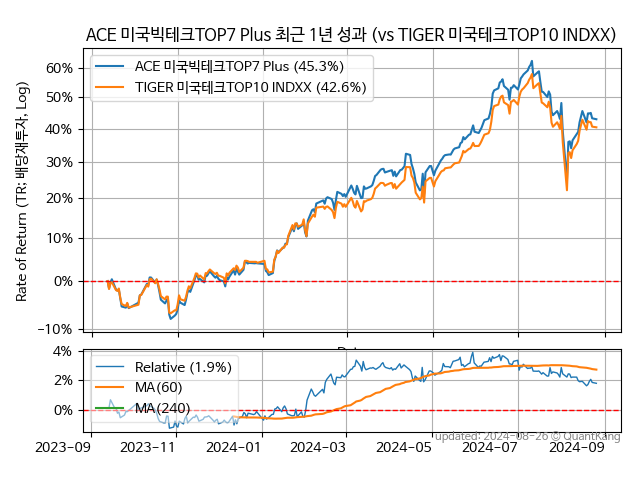 ACE 미국빅테크TOP7 Plus 최근 1년 성과 (vs TIGER 미국테크TOP10 INDXX)
Rate of Return (TR: 배당재투자, Log)
60%
50%
40%
30%
20%
10%
0%
−10%
ACE 미국빅테크TOP7 Plus (45.3%)
TIGER 미국테크TOP10 INDXX (42.6%)
4%
2%
0%
Relative (1.9%)
MA(60)
MA(240)
updated: 2024-08-26 © QuantKang
2023-09
2023-11
2024-01
2024-03
2024-05
2024-07
2024-09